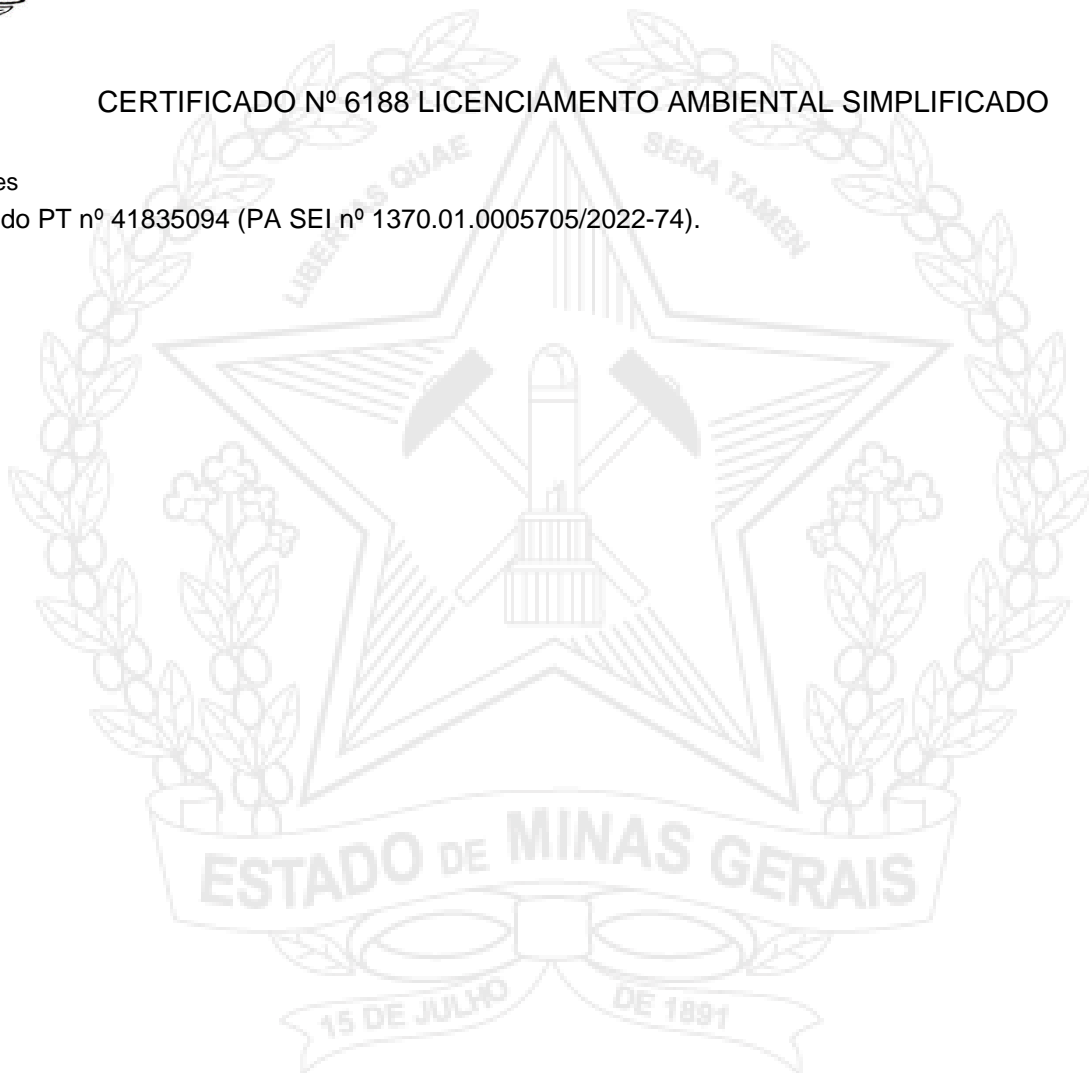 CERTIFICADO Nº 6188 LICENCIAMENTO AMBIENTAL SIMPLIFICADO
es
do PT nº 41835094 (PA SEI nº 1370.01.0005705/2022-74).
LIBERTAS QUAE SERA TAMEN
ESTADO DE MINAS GERAIS
15 DE JULHO DE 1891